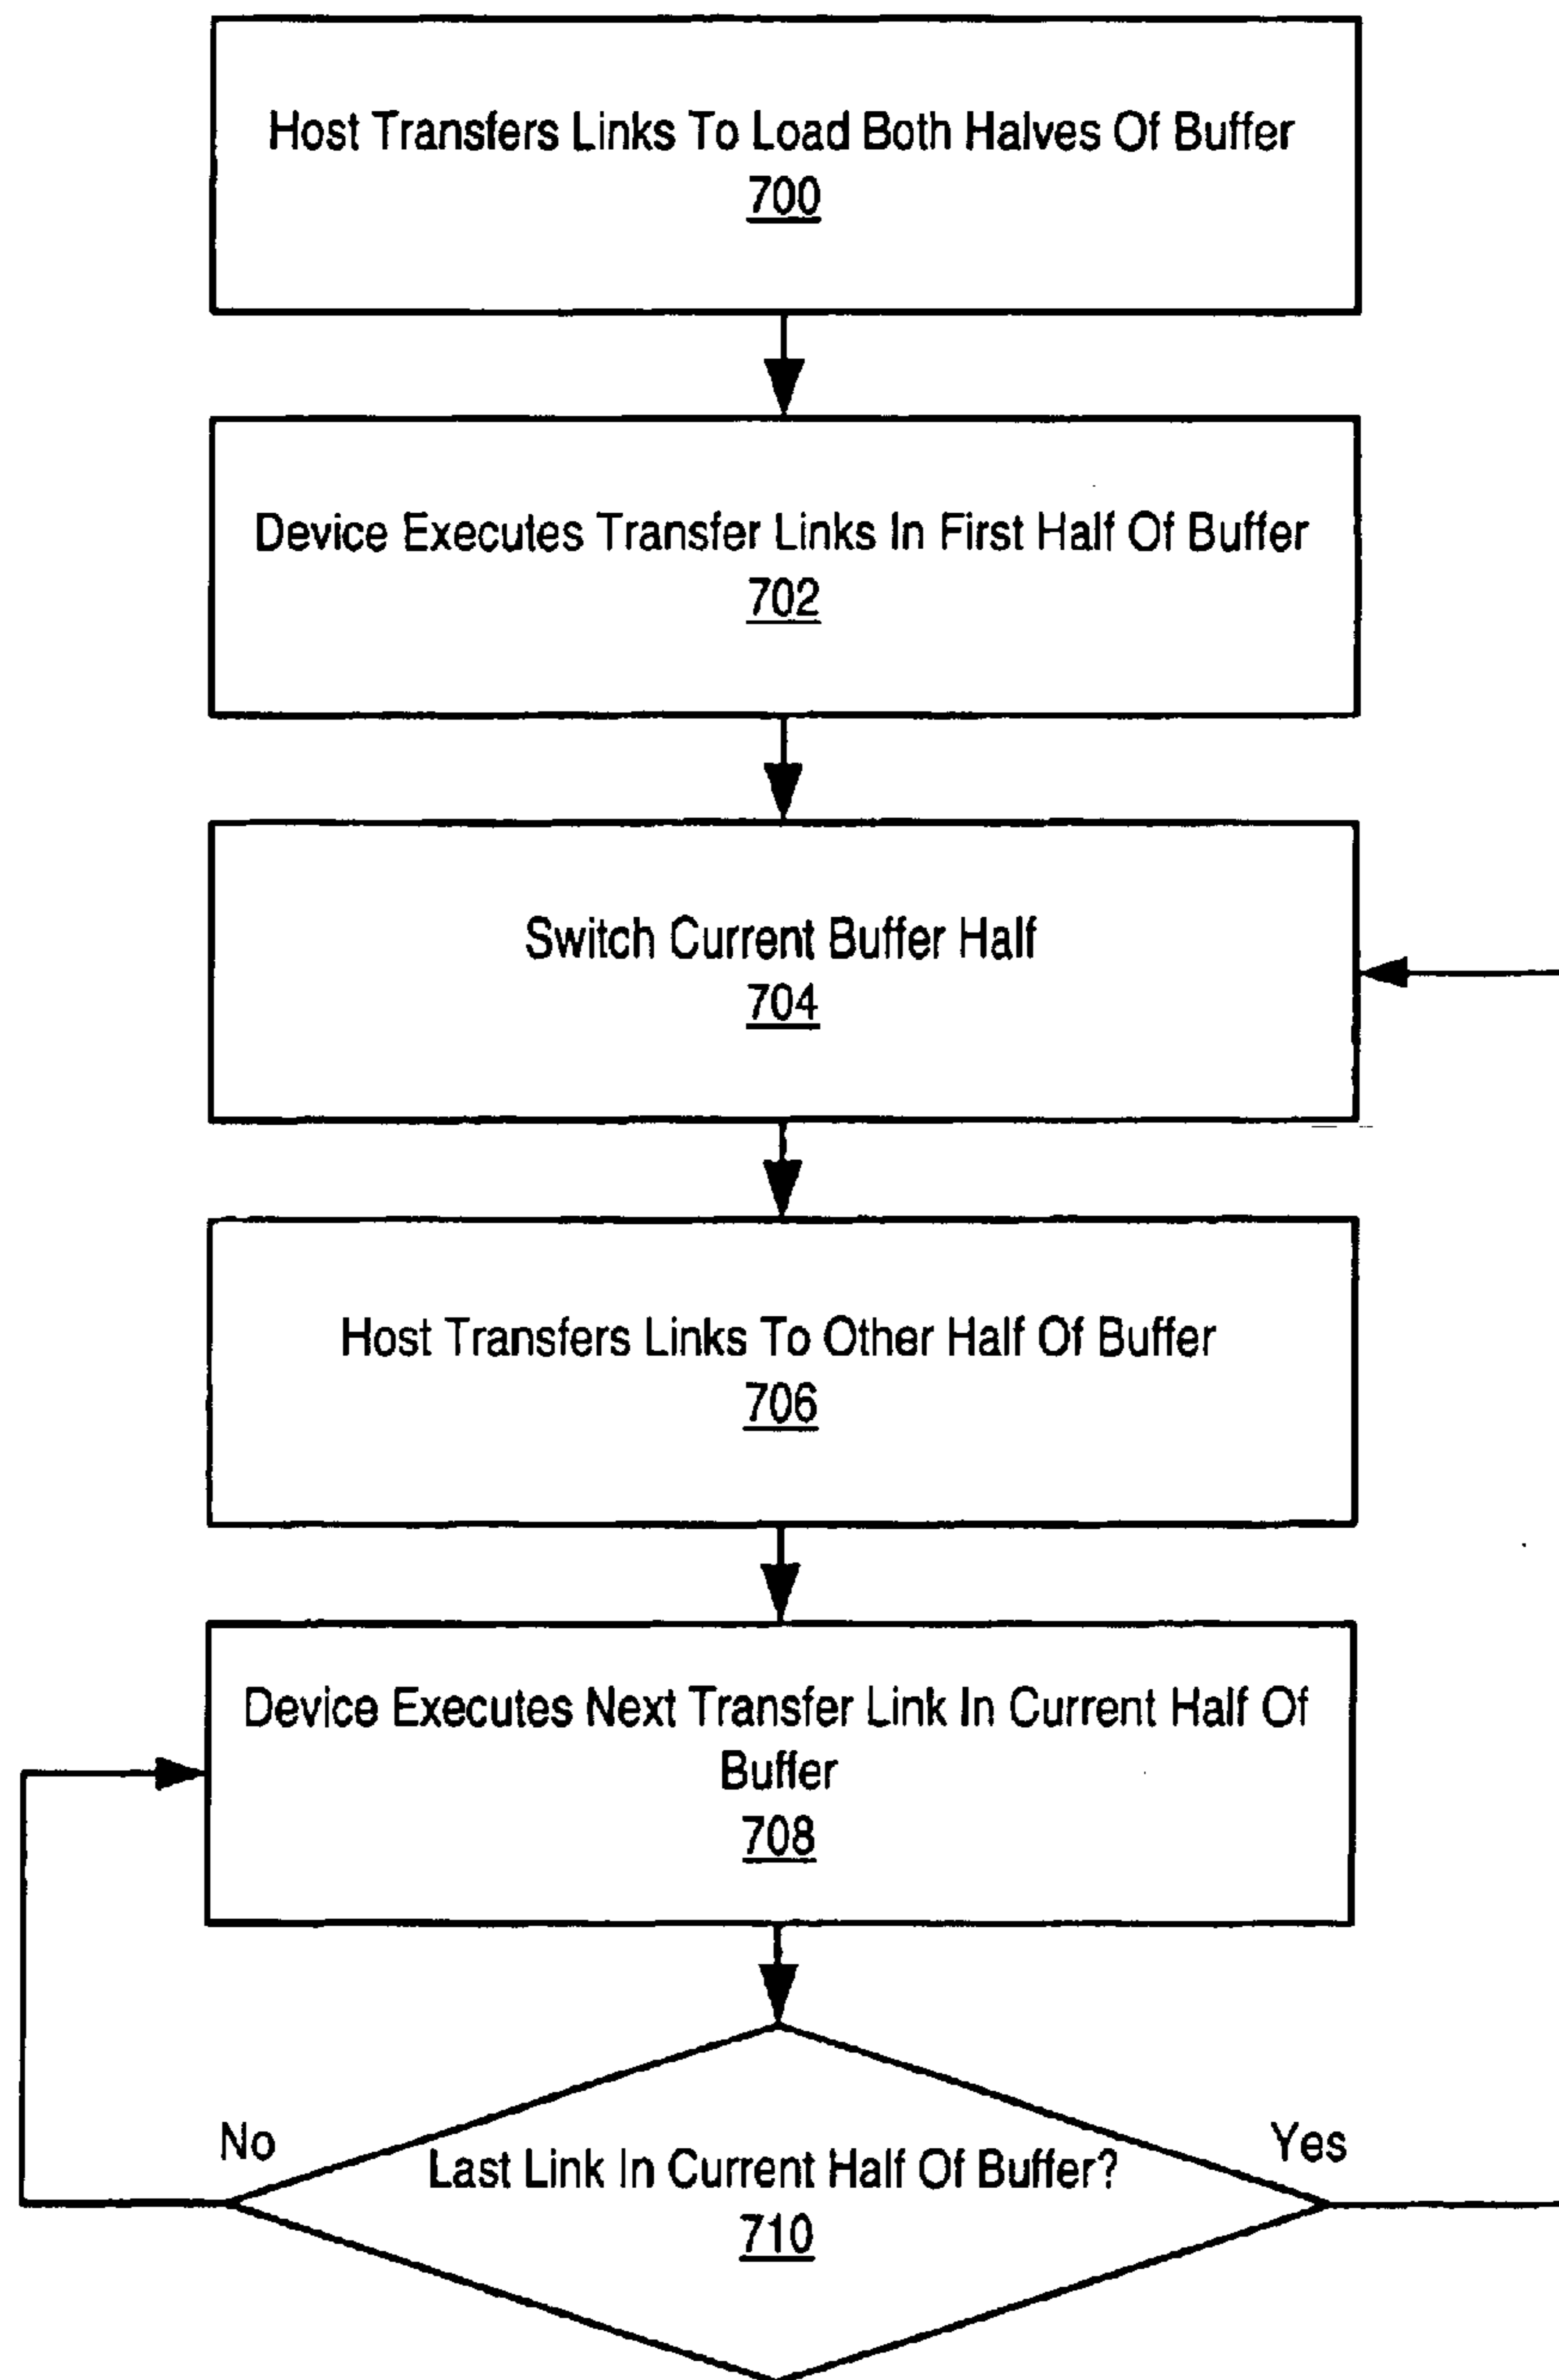 Host Transfers Links To Load Both Halves Of Buffer
700
Device Executes Transfer Links In First Half Of Buffer
702
Switch Current Buffer Half
704
Host Transfers Links To Other Half Of Buffer
706
Device Executes Next Transfer Link In Current Half Of
Buffer
708
No
Yes
Last Link In Current Half Of Buffer?
710